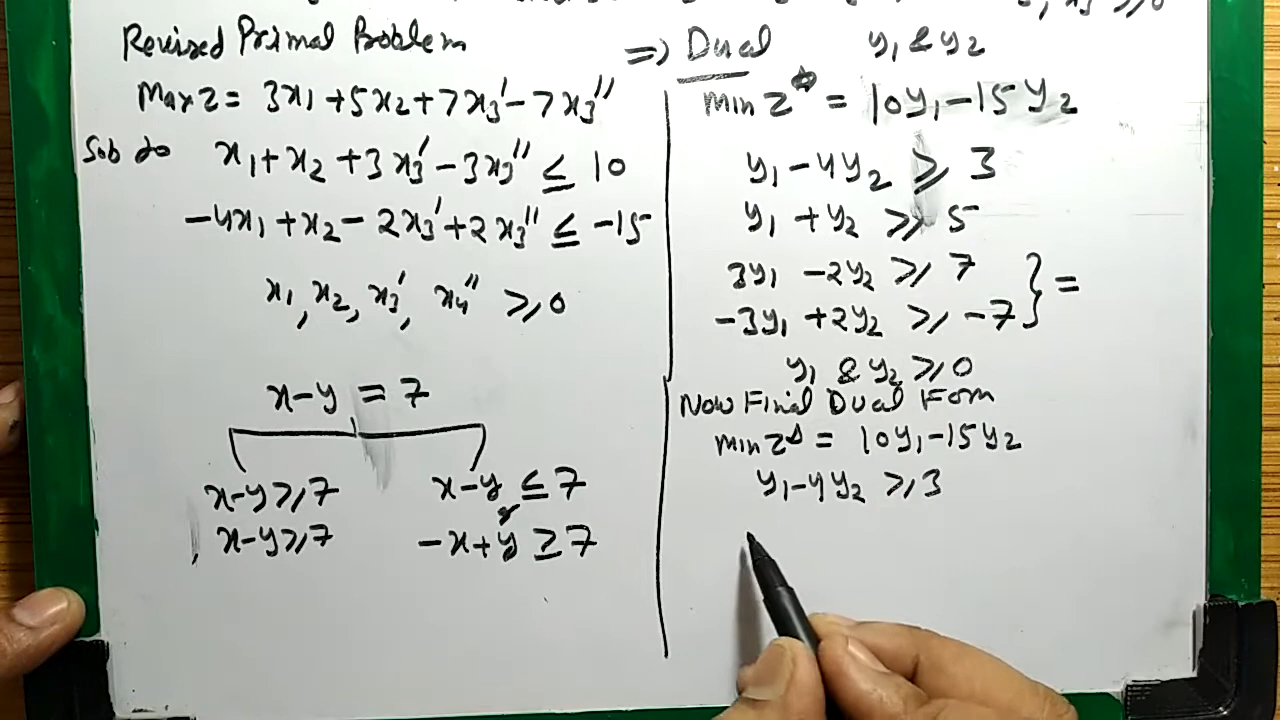 x₃ ≥ 0
Revised Primal Problem
Max Z = 3x₁ + 5x₂ + 7x₃' - 7x₃''
Sob to x₁ + x₂ + 3x₃' - 3x₃'' ≤ 10
-4x₁ + x₂ - 2x₃' + 2x₃'' ≤ -15
x₁, x₂, x₃', x₄'' ≥ 0
x-y = 7
x-y ≥ 7 x-y ≤ 7
x-y ≥ 7 -x+y ≥ 7
⇒ Dual y₁ & y₂
min Z* = 10y₁ - 15y₂
y₁ - 4y₂ ≥ 3
y₁ + y₂ ≥ 5
3y₁ - 2y₂ ≥ 7 } =
-3y₁ + 2y₂ ≥ -7
y₁ & y₂ ≥ 0
Now Final Dual Form
min Z* = 10y₁ - 15y₂
y₁ - 4y₂ ≥ 3